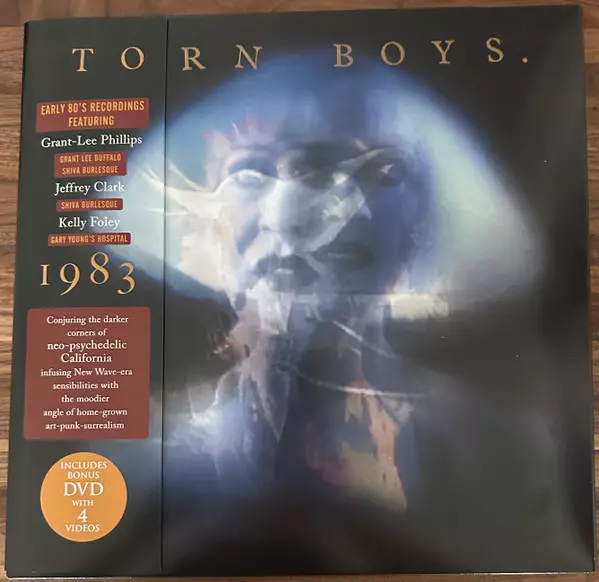 TORN BOYS.
EARLY 80'S RECORDINGS
FEATURING
Grant-Lee Phillips
GRANT LEE BUFFALO
SHIVA BURLESQUE
Jeffrey Clark
SHIVA BURLESQUE
Kelly Foley
GARY YOUNG'S HOSPITAL
1983
Conjuring the darker
corners of
neo-psychedelic
California
infusing New Wave-era
sensibilities with
the moodier
angle of home-grown
art-punk-surrealism
INCLUDES
BONUS
DVD
WITH
4
VIDEOS